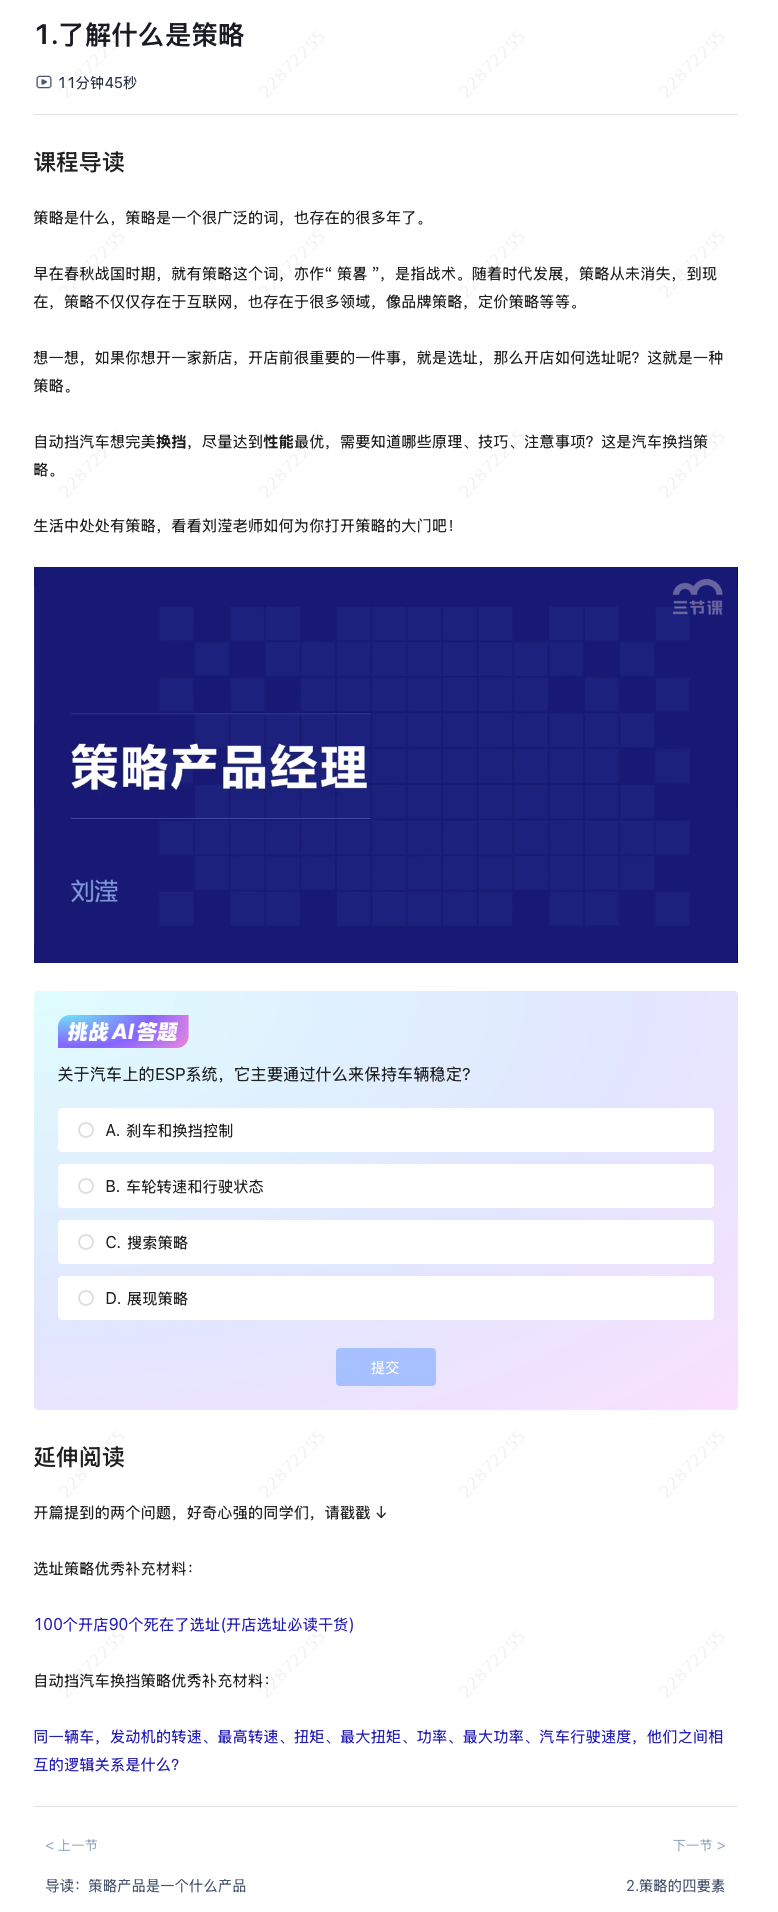 1.了解什么是策略
11分钟45秒
课程导读
策略是什么，策略是一个很广泛的词，也存在的很多年了。
早在春秋战国时期，就有策略这个词，亦作“ 策畧 ”，是指战术。随着时代发展，策略从未消失，到现
在，策略不仅仅存在于互联网，也存在于很多领域，像品牌策略，定价策略等等。
想一想，如果你想开一家新店，开店前很重要的一件事，就是选址，那么开店如何选址呢？这就是一种
策略。
自动挡汽车想完美换挡，尽量达到性能最优，需要知道哪些原理、技巧、注意事项？这是汽车换挡策
略。
生活中处处有策略，看看刘滢老师如何为你打开策略的大门吧！
三节课
策略产品经理
刘滢
挑战AI答题
关于汽车上的ESP系统，它主要通过什么来保持车辆稳定?
A. 刹车和换挡控制
B. 车轮转速和行驶状态
C. 搜索策略
D. 展现策略
提交
延伸阅读
开篇提到的两个问题，好奇心强的同学们，请戳戳 ↓
选址策略优秀补充材料：
100个开店90个死在了选址(开店选址必读干货)
自动挡汽车换挡策略优秀补充材料：
同一辆车，发动机的转速、最高转速、扭矩、最大扭矩、功率、最大功率、汽车行驶速度，他们之间相
互的逻辑关系是什么?
< 上一节
下一节 >
导读：策略产品是一个什么产品
2.策略的四要素
22872255